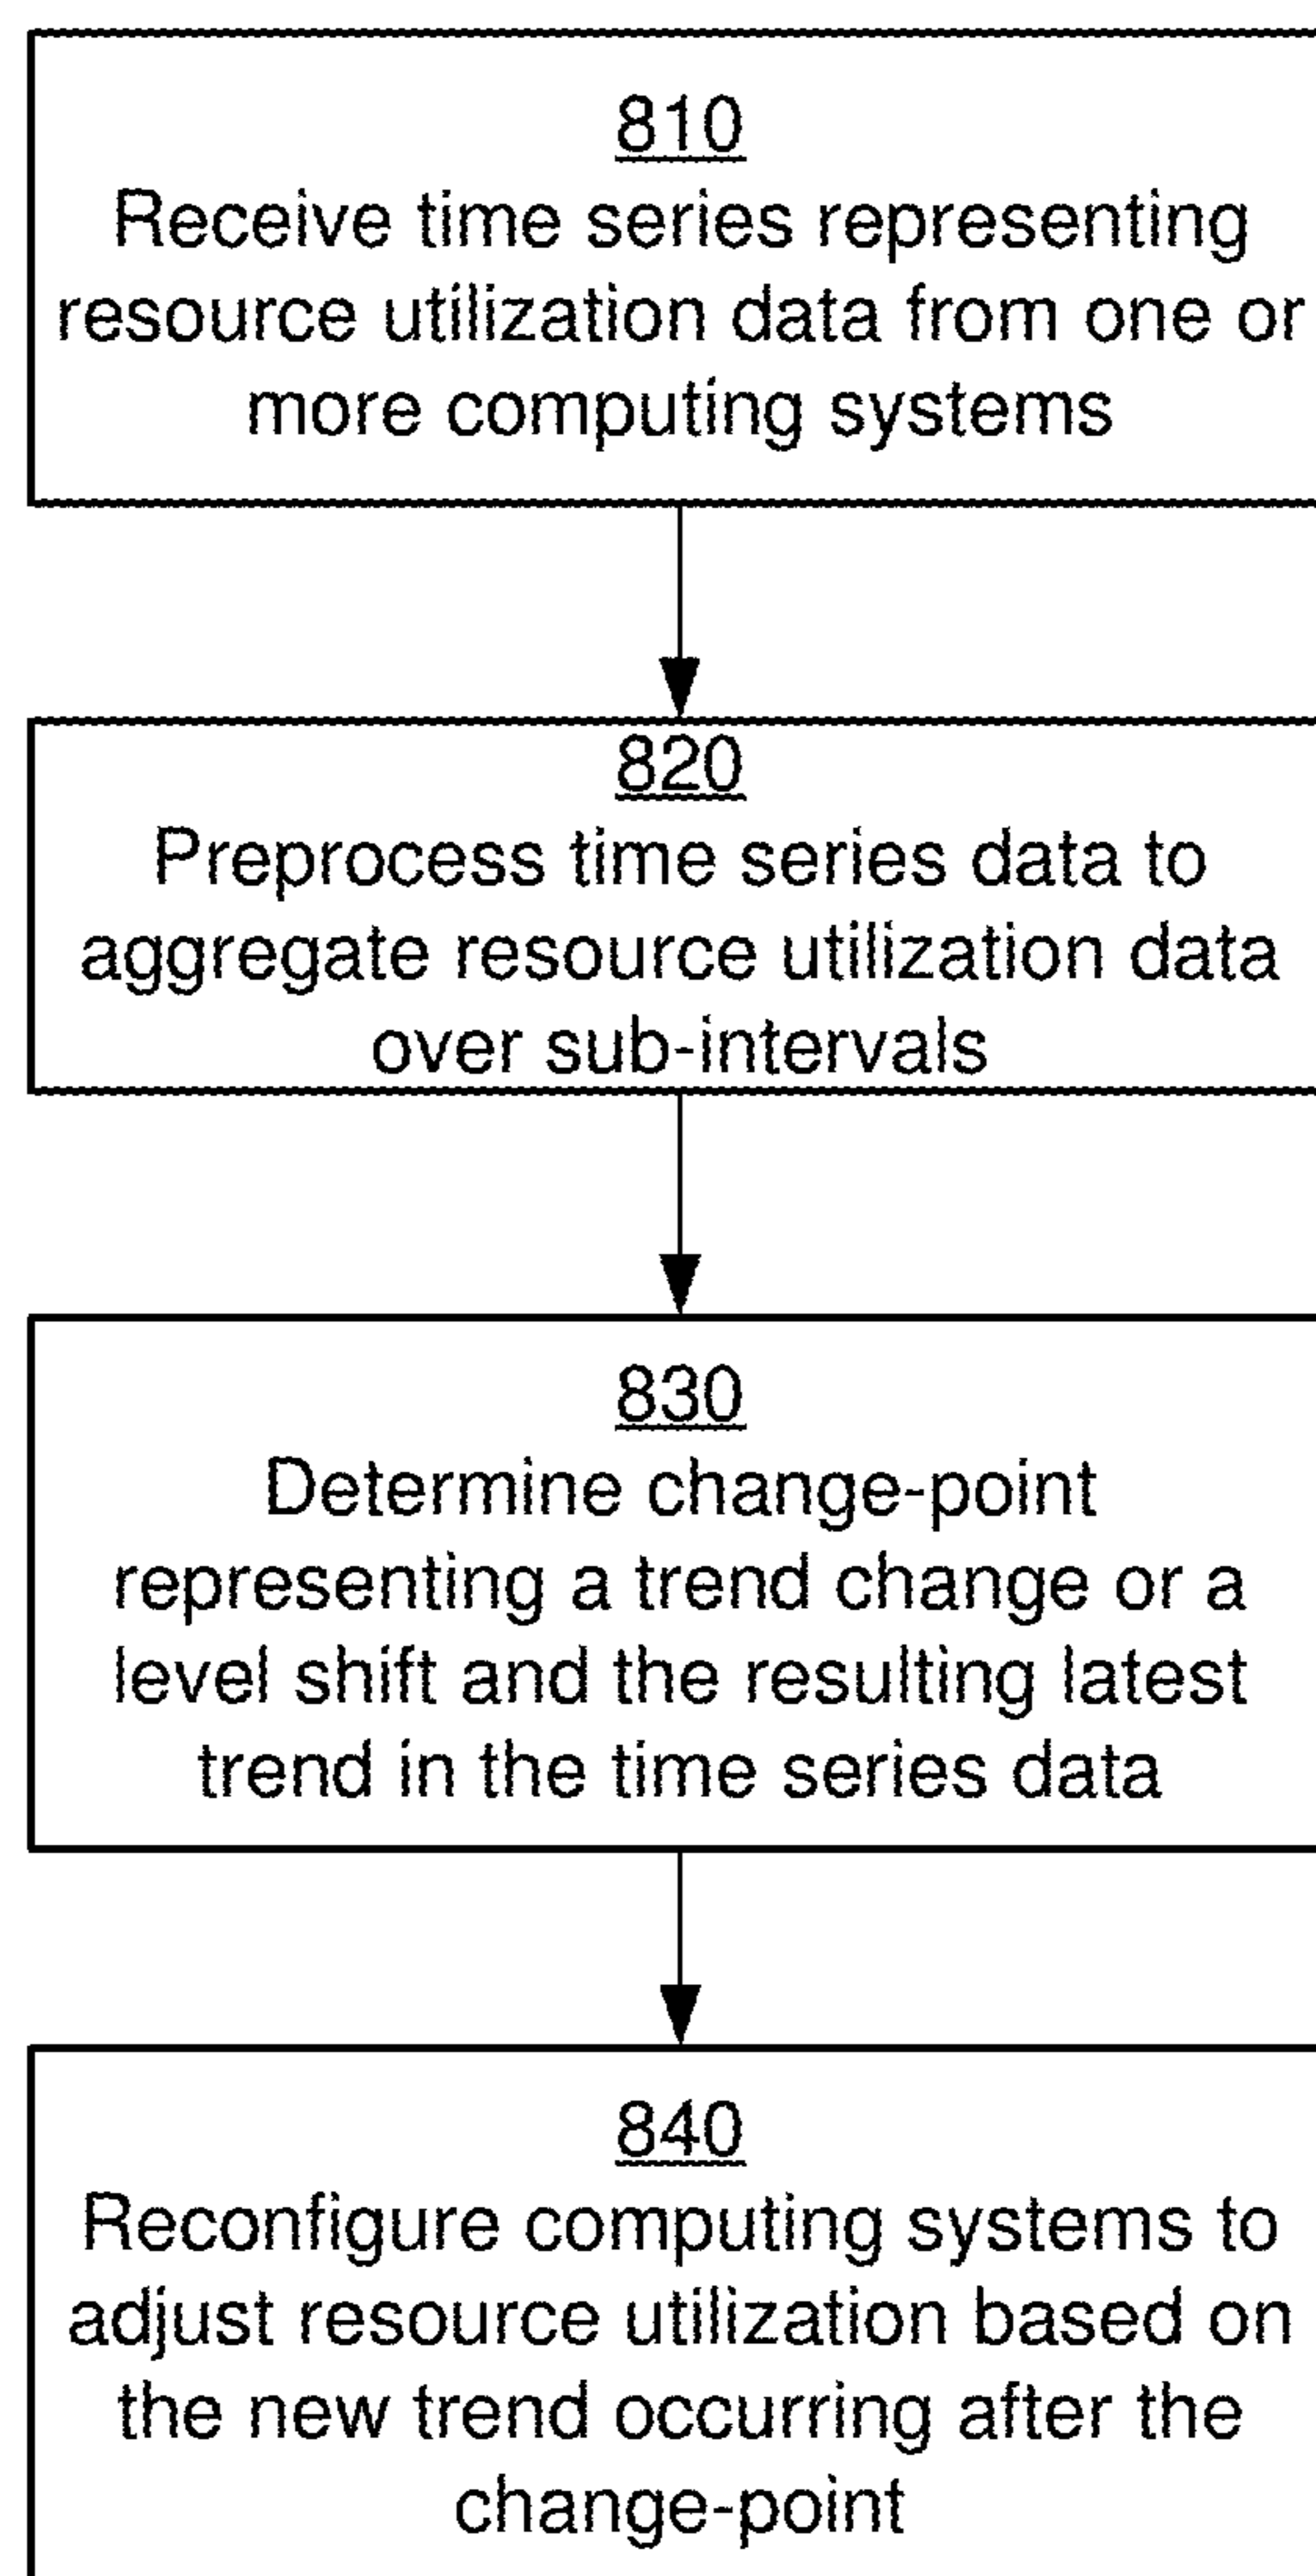 810
Receive time series representing
resource utilization data from one or
more computing systems
820
Preprocess time series data to
aggregate resource utilization data
over sub-intervals
830
Determine change-point
representing a trend change or a
level shift and the resulting latest
trend in the time series data
840
Reconfigure computing systems to
adjust resource utilization based on
the new trend occurring after the
change-point